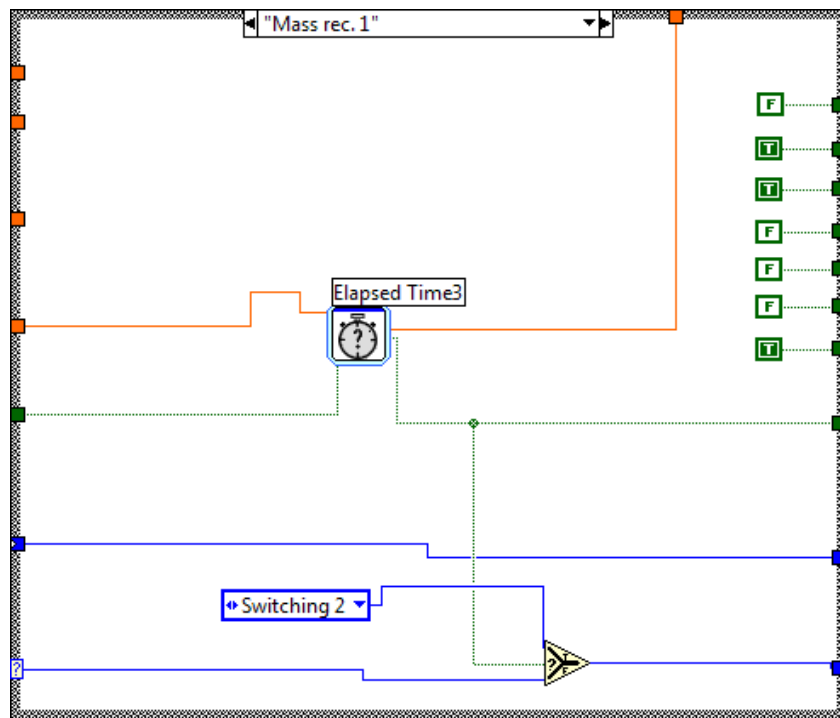 "Mass rec. 1"
F
T
T
F
Elapsed Time3
F
?
F
T
Switching 2
T
?
?
F